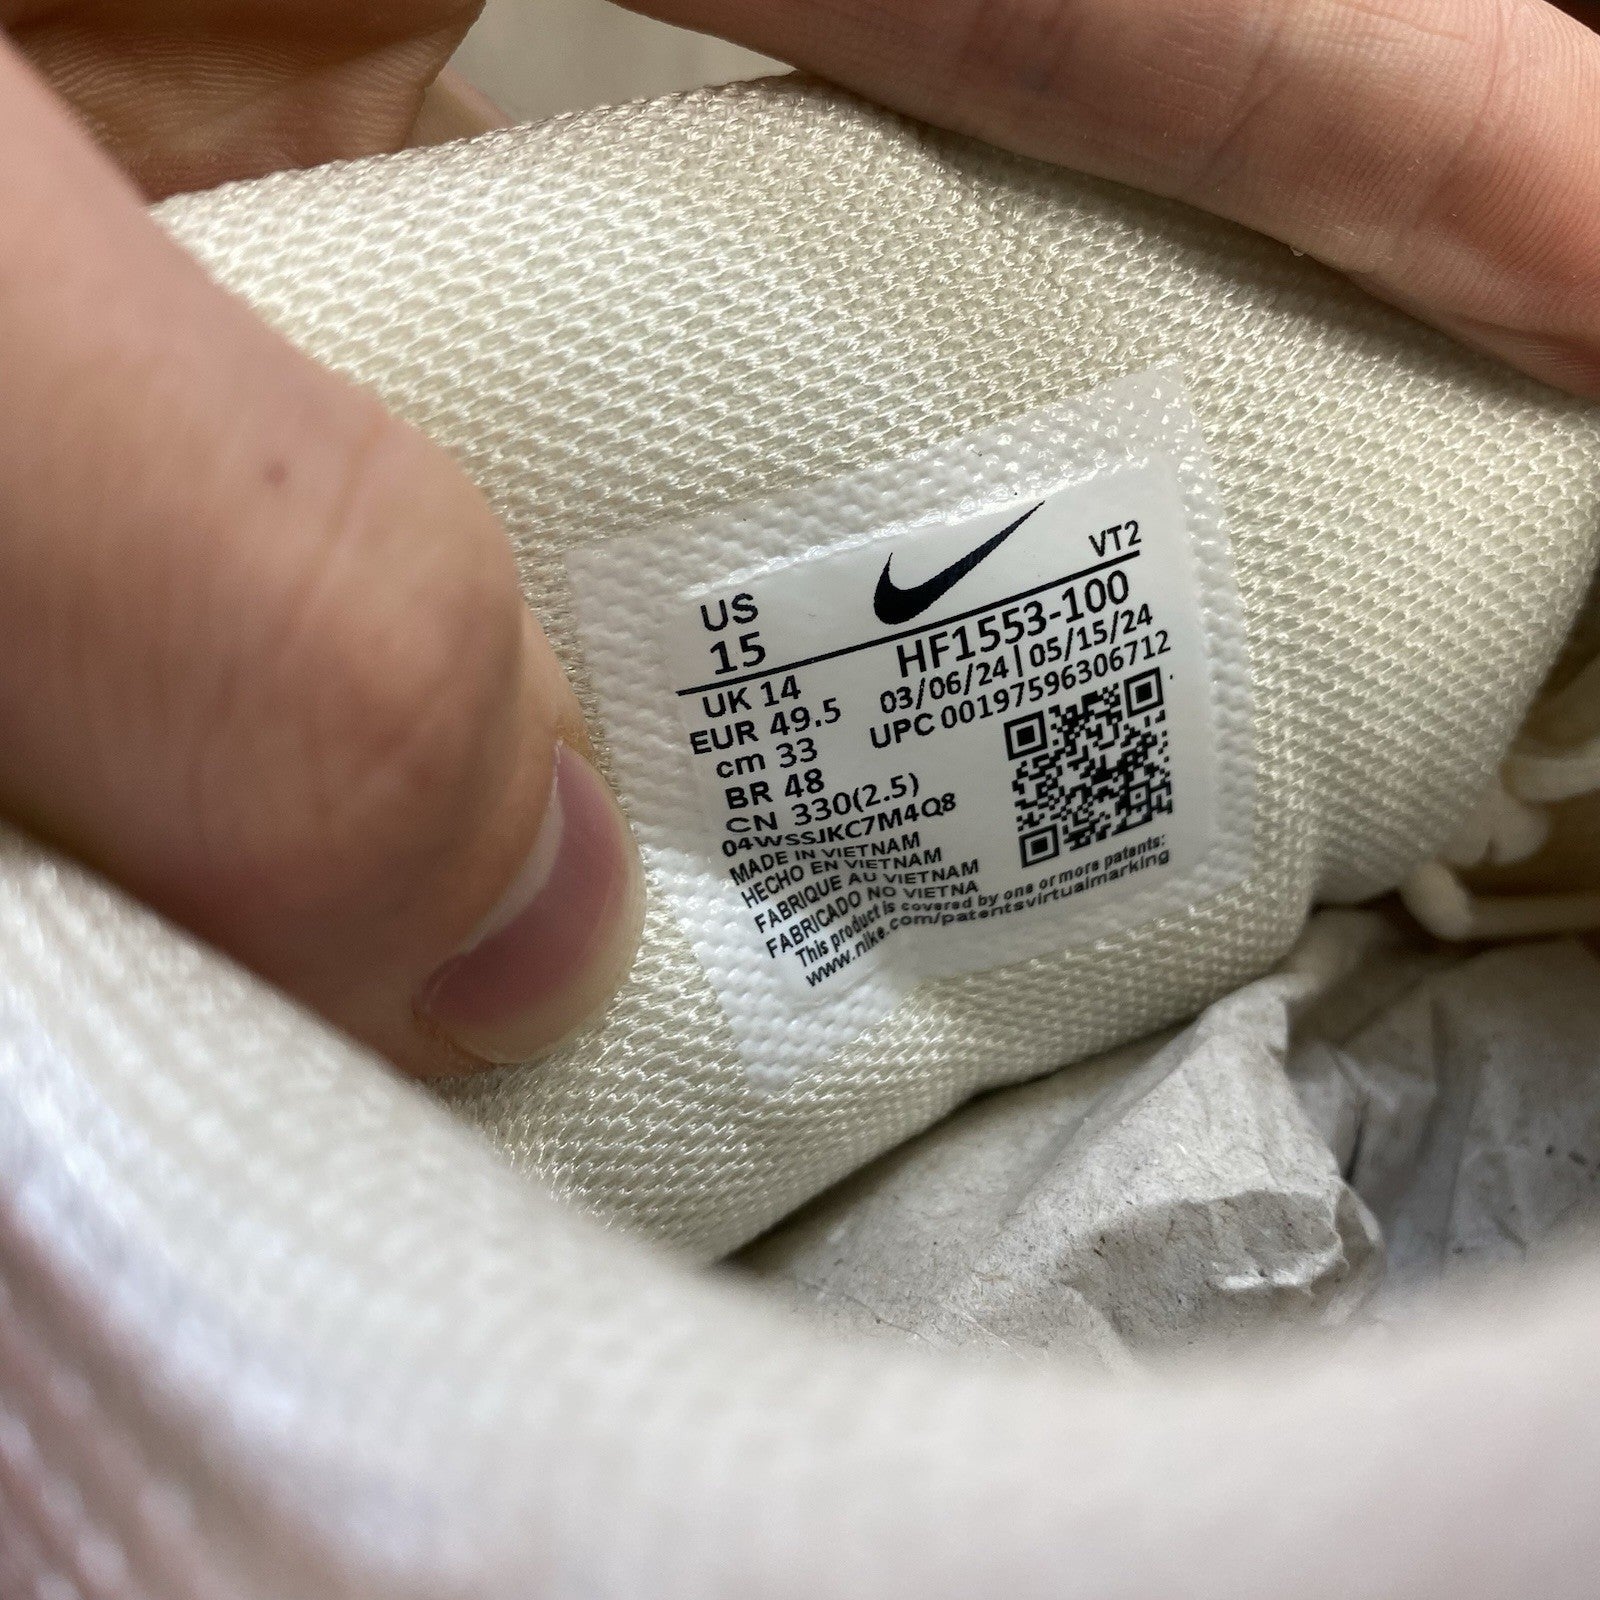 US
15
VT2
UK 14
EUR 49.5
cm 33
BR 48
CN 330(2.5)
04WSSJKC7M4Q8
HF1553-100
03/06/24 | 05/15/24
UPC 00197596306712
MADE IN VIETNAM
HECHO EN VIETNAM
FABRIQUE AU VIETNAM
FABRICADO NO VIETNA
This product is covered by one or more patents:
www.nike.com/patentsvirtualmarking